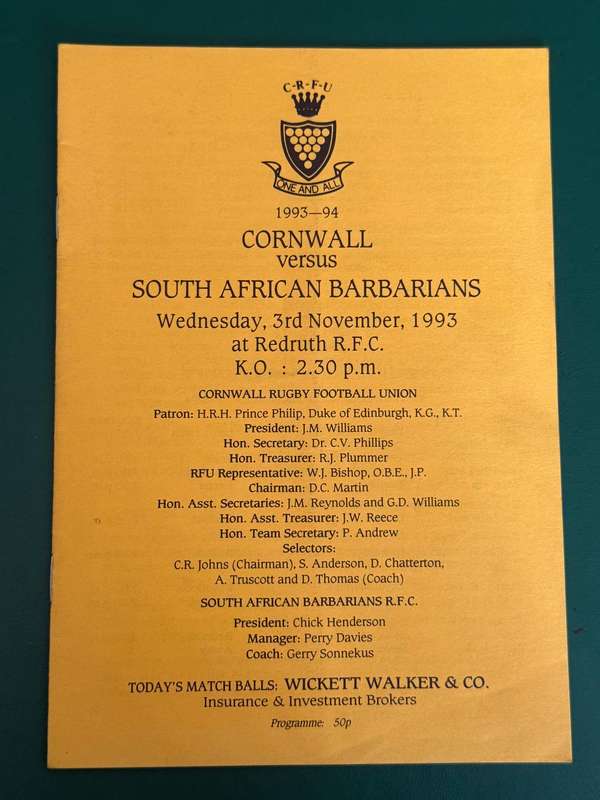 C-R-F-U
ONE AND ALL
1993—94
CORNWALL
versus
SOUTH AFRICAN BARBARIANS
Wednesday, 3rd November, 1993
at Redruth R.F.C.
K.O. : 2.30 p.m.
CORNWALL RUGBY FOOTBALL UNION
Patron: H.R.H. Prince Philip, Duke of Edinburgh, K.G., K.T.
President: J.M. Williams
Hon. Secretary: Dr. C.V. Phillips
Hon. Treasurer: R.J. Plummer
RFU Representative: W.J. Bishop, O.B.E., J.P.
Chairman: D.C. Martin
Hon. Asst. Secretaries: J.M. Reynolds and G.D. Williams
Hon. Asst. Treasurer: J.W. Reece
Hon. Team Secretary: P. Andrew
Selectors:
C.R. Johns (Chairman), S. Anderson, D. Chatterton,
A. Truscott and D. Thomas (Coach)
SOUTH AFRICAN BARBARIANS R.F.C.
President: Chick Henderson
Manager: Perry Davies
Coach: Gerry Sonnekus
TODAY'S MATCH BALLS: WICKETT WALKER & CO.
Insurance & Investment Brokers
Programme: 50p